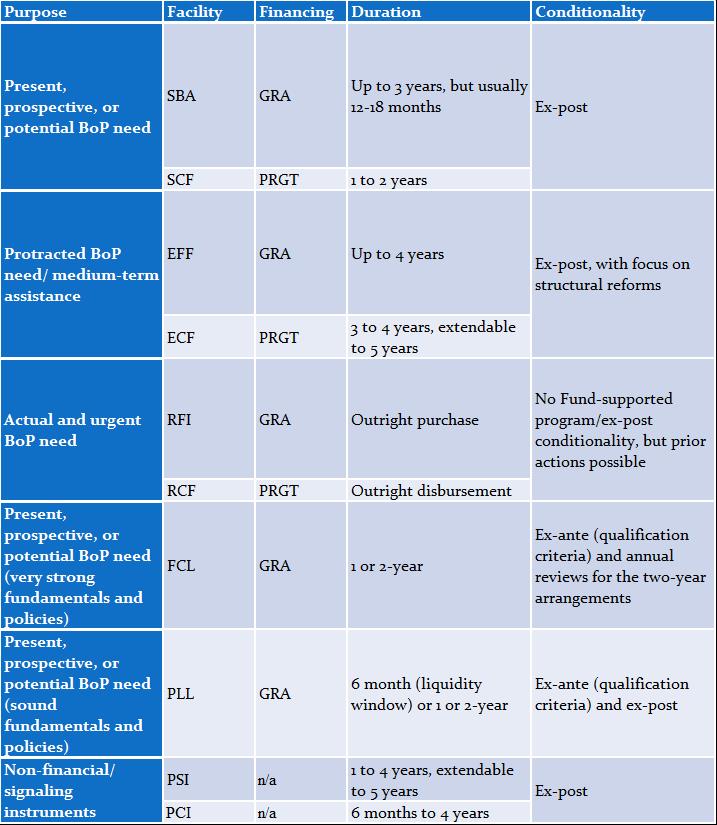 Purpose Facility Financing Duration Conditionality
Present,
prospective, or
potential BoP need
SBA
GRA
Up to 3 years, but usually
12-18 months
Ex-post
SCF
PRGT
1 to 2 years
Protracted BoP
need/ medium-term
assistance
EFF
GRA
Up to 4 years
Ex-post, with focus on
structural reforms
ECF
PRGT
3 to 4 years, extendable
to 5 years
Actual and urgent
BoP need
RFI
GRA
Outright purchase
No Fund-supported
program/ex-post
conditionality, but prior
actions possible
RCF
PRGT
Outright disbursement
Present,
prospective, or
potential BoP need
(very strong
fundamentals and
policies)
FCL
GRA
1 or 2-year
Ex-ante (qualification
criteria) and annual
reviews for the two-year
arrangements
Present,
prospective, or
potential BoP need
(sound
fundamentals and
policies)
PLL
GRA
6 month (liquidity
window) or 1 or 2-year
Ex-ante (qualification
criteria) and ex-post
Non-financial/
signaling
instruments
PSI
n/a
1 to 4 years, extendable
to 5 years
Ex-post
PCI
n/a
6 months to 4 years